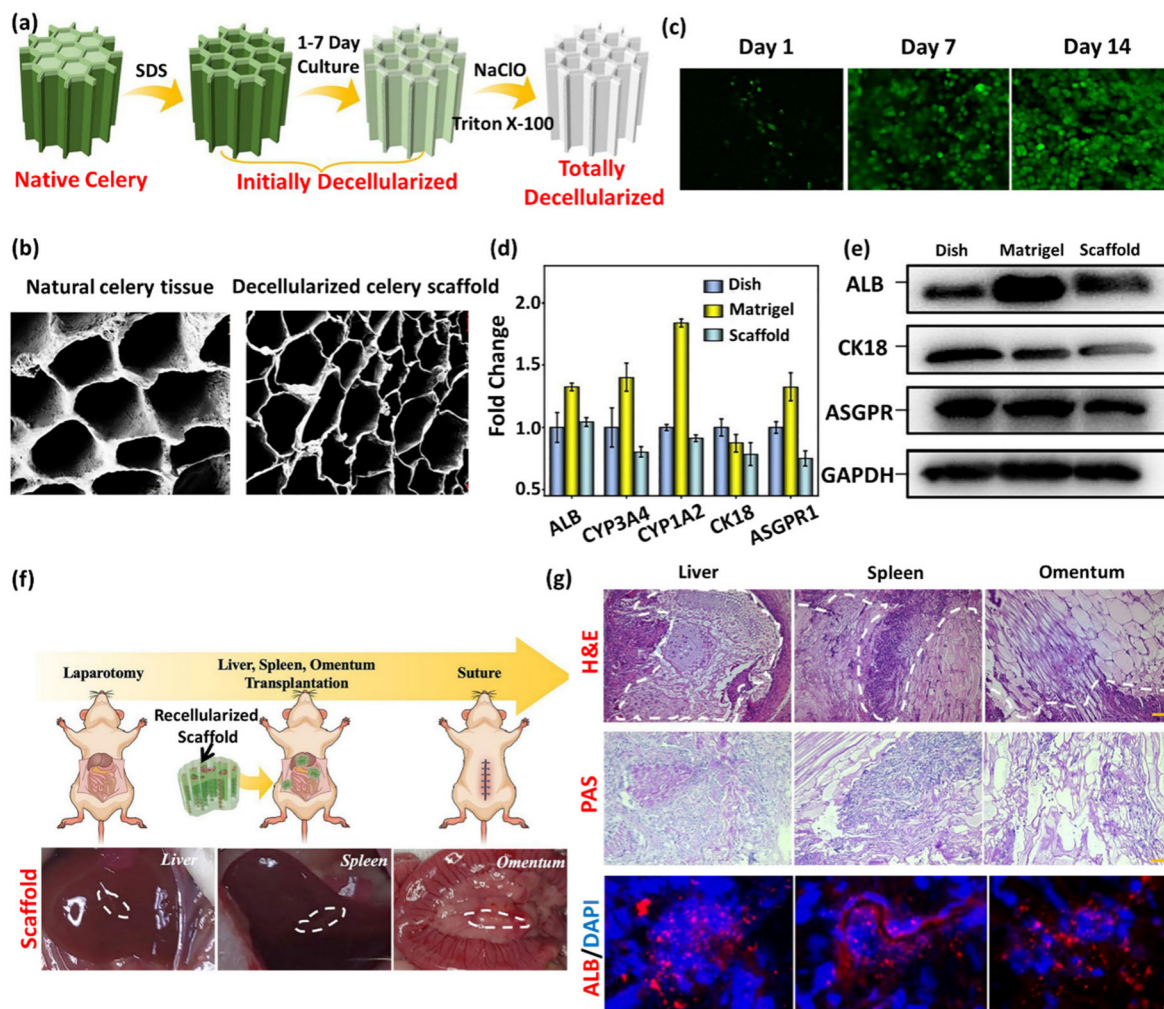 (a)
SDS
1-7 Day
Culture
NaClO
Triton X-100
Native Celery
Initially Decellularized
Totally
Decellularized
(c)
Day 1
Day 7
Day 14
(b)
Natural celery tissue
Decellularized celery scaffold
(d)
Fold Change
2.0
1.5
1.0
0.5
Dish
Matrigel
Scaffold
ALB
CYP3A4
CYP1A2
CK18
ASGPR1
(e)
Dish
Matrigel
Scaffold
ALB
CK18
ASGPR
GAPDH
(f)
Laparotomy
Liver, Spleen, Omentum
Transplantation
Suture
Recellularized
Scaffold
Scaffold
Liver
Spleen
Omentum
(g)
Liver
Spleen
Omentum
H&E
PAS
ALB/DAPI